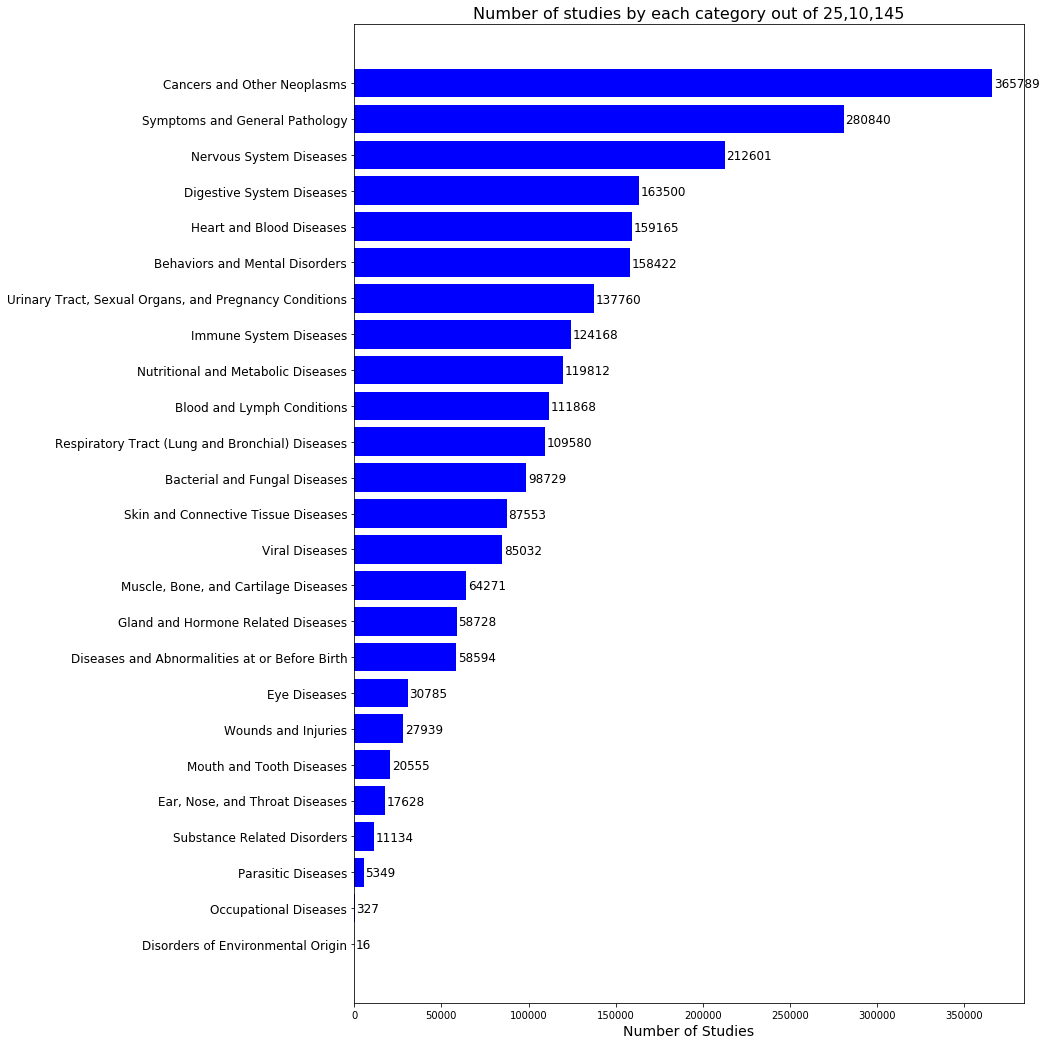 Number of studies by each category out of 25,10,145
Cancers and Other Neoplasms 365789
Symptoms and General Pathology 280840
Nervous System Diseases 212601
Digestive System Diseases 163500
Heart and Blood Diseases 159165
Behaviors and Mental Disorders 158422
Urinary Tract, Sexual Organs, and Pregnancy Conditions 137760
Immune System Diseases 124168
Nutritional and Metabolic Diseases 119812
Blood and Lymph Conditions 111868
Respiratory Tract (Lung and Bronchial) Diseases 109580
Bacterial and Fungal Diseases 98729
Skin and Connective Tissue Diseases 87553
Viral Diseases 85032
Muscle, Bone, and Cartilage Diseases 64271
Gland and Hormone Related Diseases 58728
Diseases and Abnormalities at or Before Birth 58594
Eye Diseases 30785
Wounds and Injuries 27939
Mouth and Tooth Diseases 20555
Ear, Nose, and Throat Diseases 17628
Substance Related Disorders 11134
Parasitic Diseases 5349
Occupational Diseases 327
Disorders of Environmental Origin 16
0 50000 100000 150000 200000 250000 300000 350000
Number of Studies